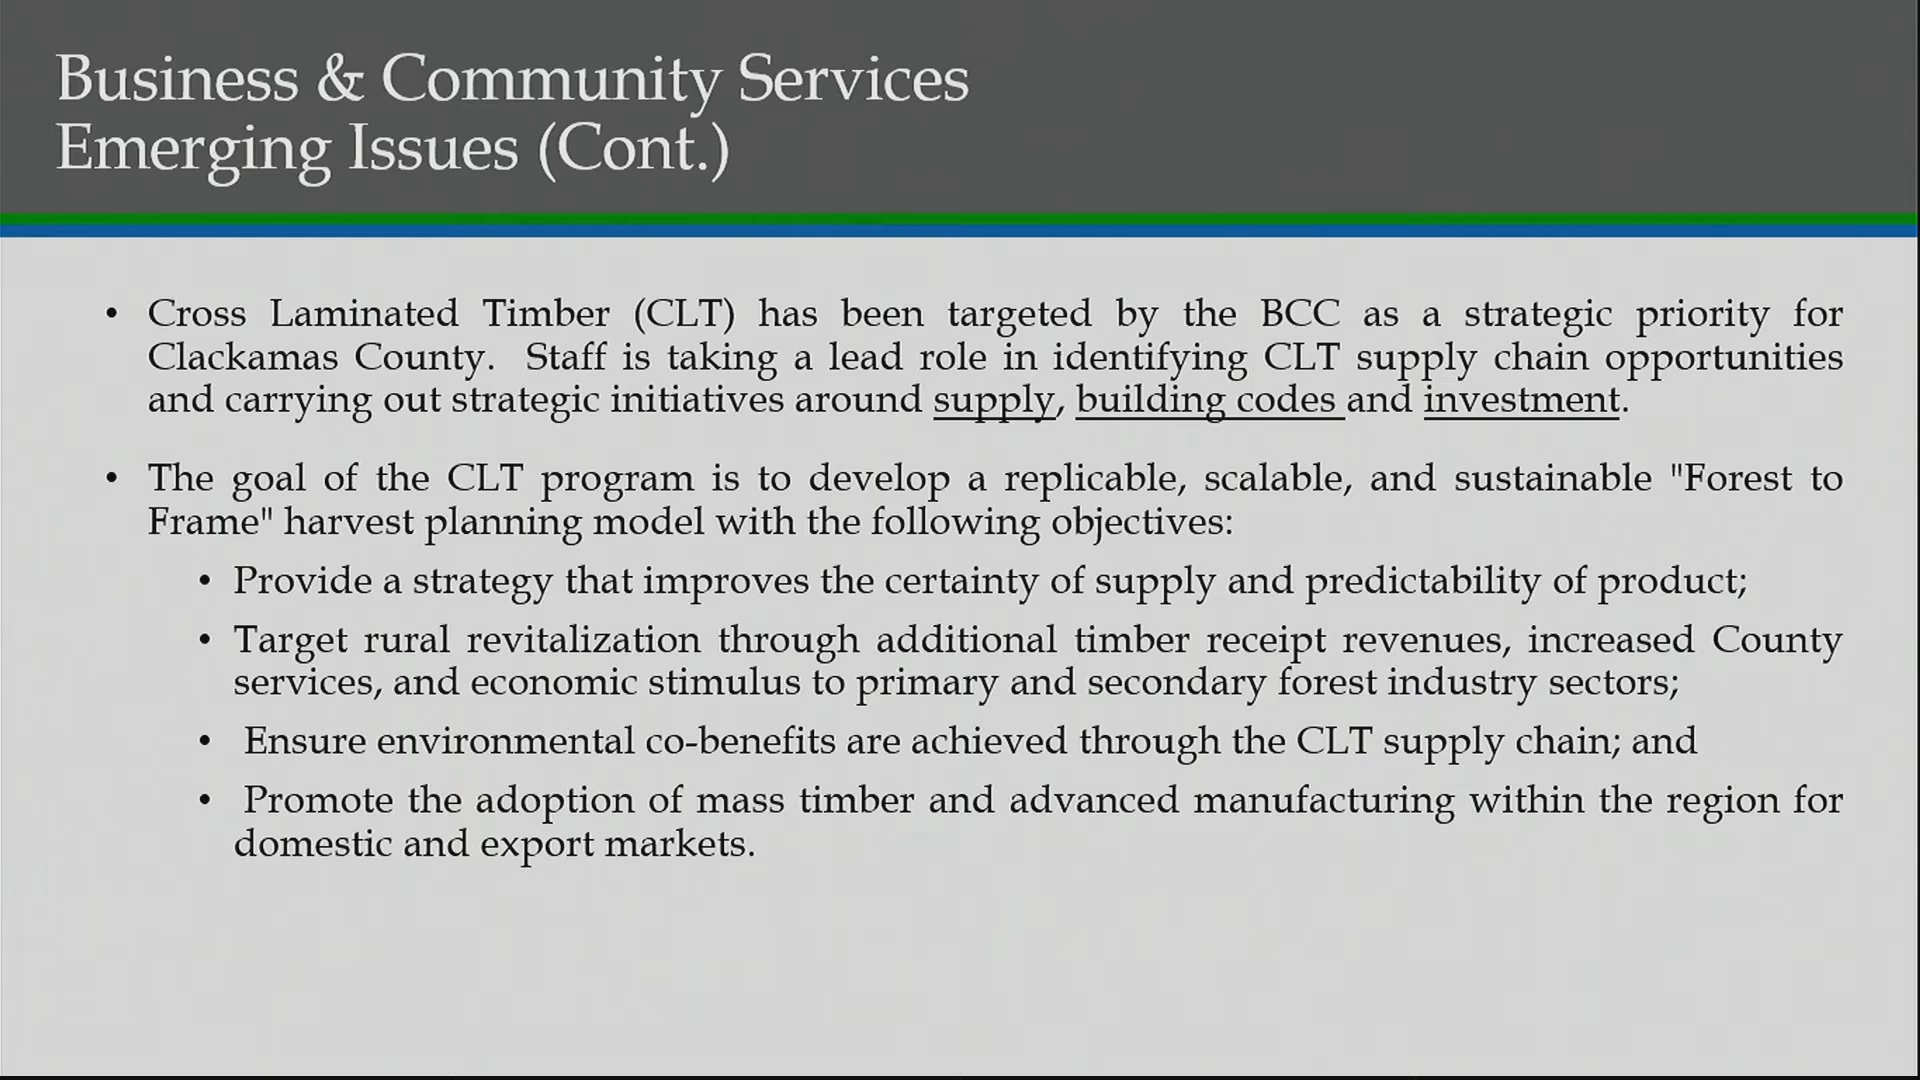 Business & Community Services
Emerging Issues (Cont.)
• Cross Laminated Timber (CLT) has been targeted by the BCC as a strategic priority for
Clackamas County. Staff is taking a lead role in identifying CLT supply chain opportunities
and carrying out strategic initiatives around supply, building codes and investment.
• The goal of the CLT program is to develop a replicable, scalable, and sustainable "Forest to
Frame" harvest planning model with the following objectives:
• Provide a strategy that improves the certainty of supply and predictability of product;
• Target rural revitalization through additional timber receipt revenues, increased County
services, and economic stimulus to primary and secondary forest industry sectors;
• Ensure environmental co-benefits are achieved through the CLT supply chain; and
• Promote the adoption of mass timber and advanced manufacturing within the region for
domestic and export markets.